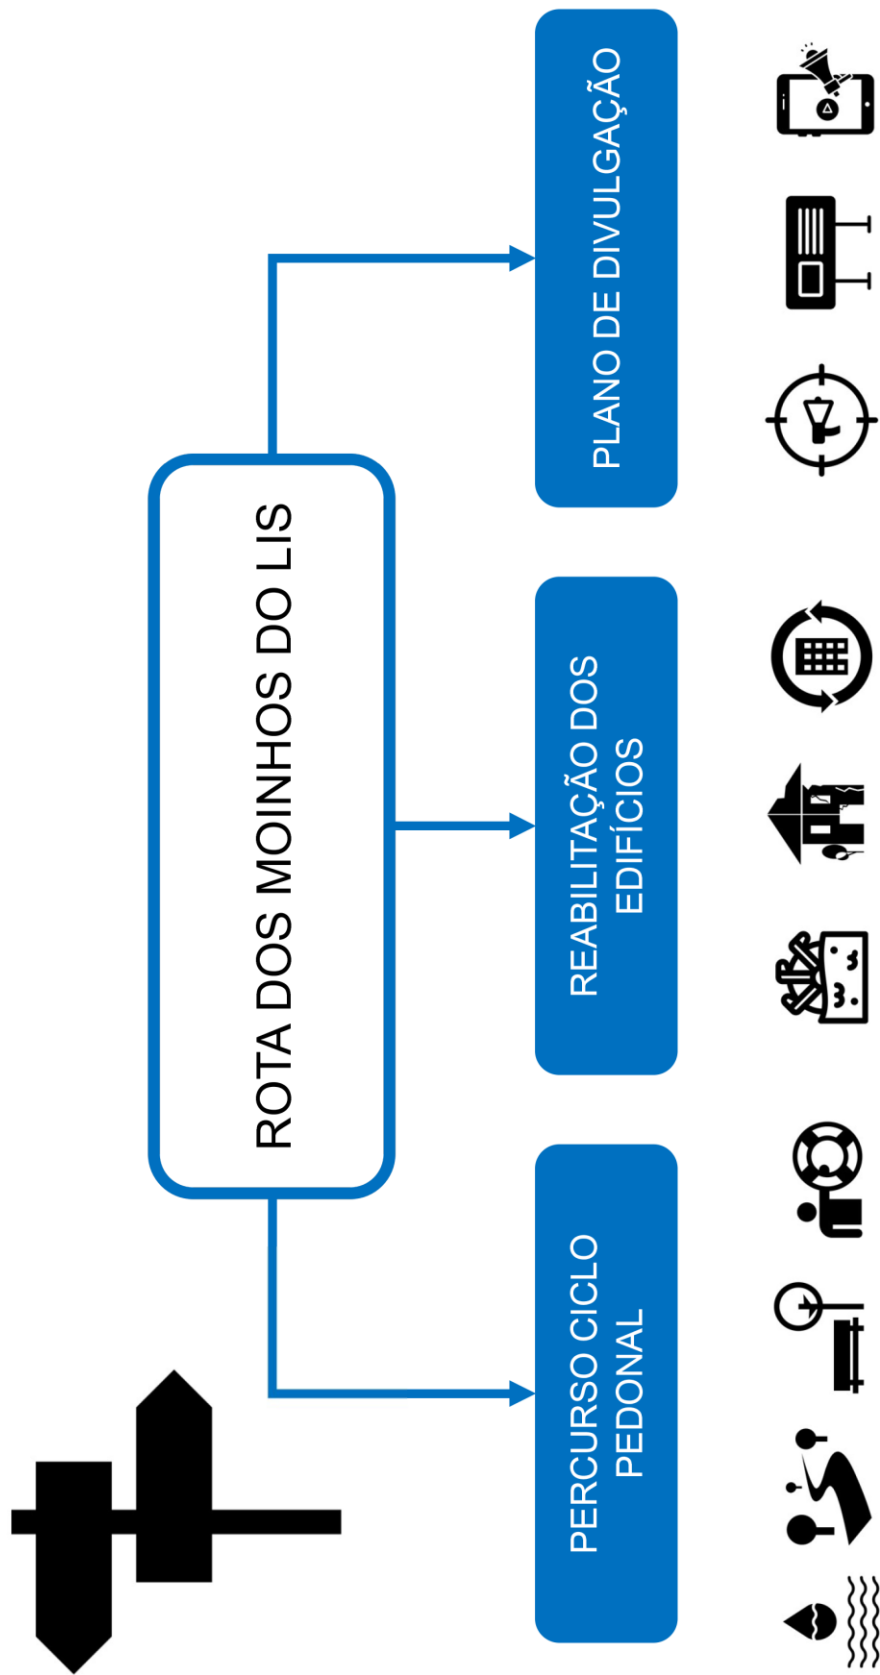 ROTA DOS MOINHOS DO LIS
PERCURSO CICLO
PEDONAL
REABILITAÇÃO DOS
EDIFÍCIOS
PLANO DE DIVULGAÇÃO